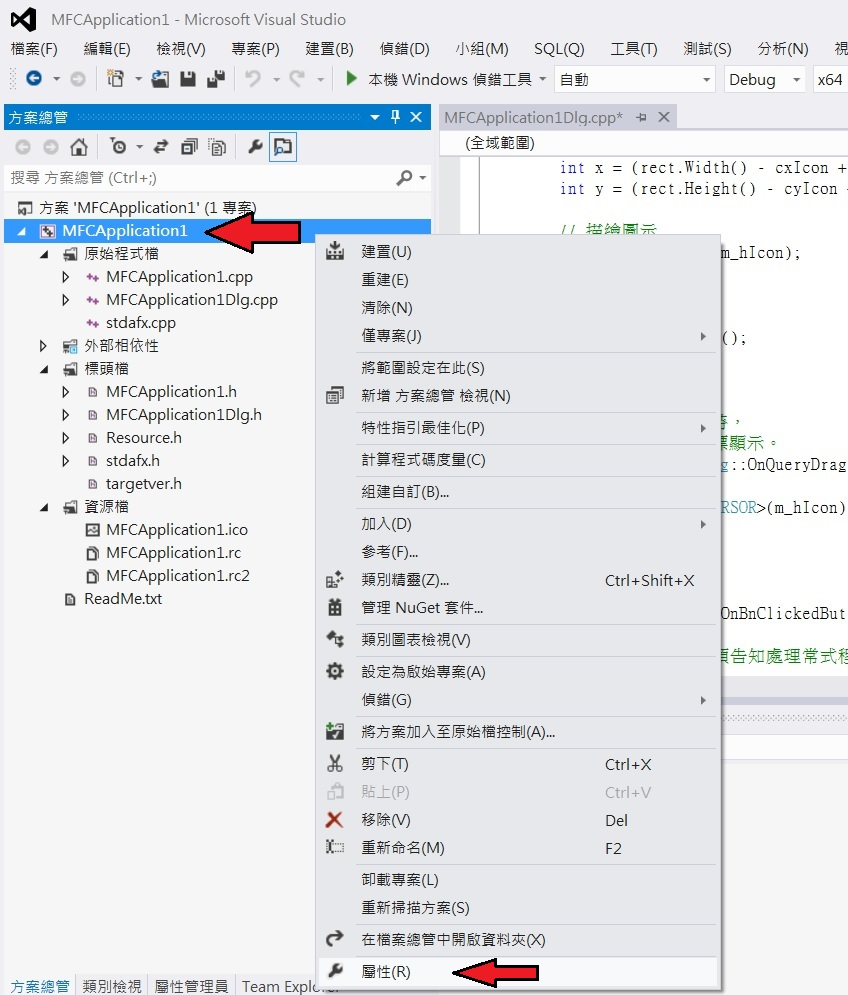 MFCApplication1 - Microsoft Visual Studio
檔案(F) 編輯(E) 檢視(V) 專案(P) 建置(B) 偵錯(D) 小組(M) SQL(Q) 工具(T) 測試(S) 分析(N) 視
本機 Windows 偵錯工具 自動 Debug x64
方案總管
MFCApplication1Dlg.cpp*
(全域範圍)
搜尋 方案總管 (Ctrl+;)
方案 'MFCApplication1' (1 專案)
MFCApplication1
原始程式檔
MFCApplication1.cpp
MFCApplication1Dlg.cpp
stdafx.cpp
外部相依性
標頭檔
MFCApplication1.h
MFCApplication1Dlg.h
Resource.h
stdafx.h
targetver.h
資源檔
MFCApplication1.ico
MFCApplication1.rc
MFCApplication1.rc2
ReadMe.txt
方案總管 類別檢視 屬性管理員 Team Explorer
int x = (rect.Width() - cxIcon +
int y = (rect.Height() - cyIcon
// 描繪圖示
m_hIcon);
();
，
標顯示。
::OnQueryDrag
RSOR>(m_hIcon)
OnBnClickedBut
告知處理常式程
建置(U)
重建(E)
清除(N)
僅專案(J)
將範圍設定在此(S)
新增 方案總管 檢視(N)
特性指引最佳化(P)
計算程式碼度量(C)
組建自訂(B)...
加入(D)
參考(F)...
類別精靈(Z)... Ctrl+Shift+X
管理 NuGet 套件...
類別圖表檢視(V)
設定為啟始專案(A)
偵錯(G)
將方案加入至原始檔控制(A)...
剪下(T) Ctrl+X
貼上(P) Ctrl+V
移除(V) Del
重新命名(M) F2
卸載專案(L)
重新掃描方案(S)
在檔案總管中開啟資料夾(X)
屬性(R)